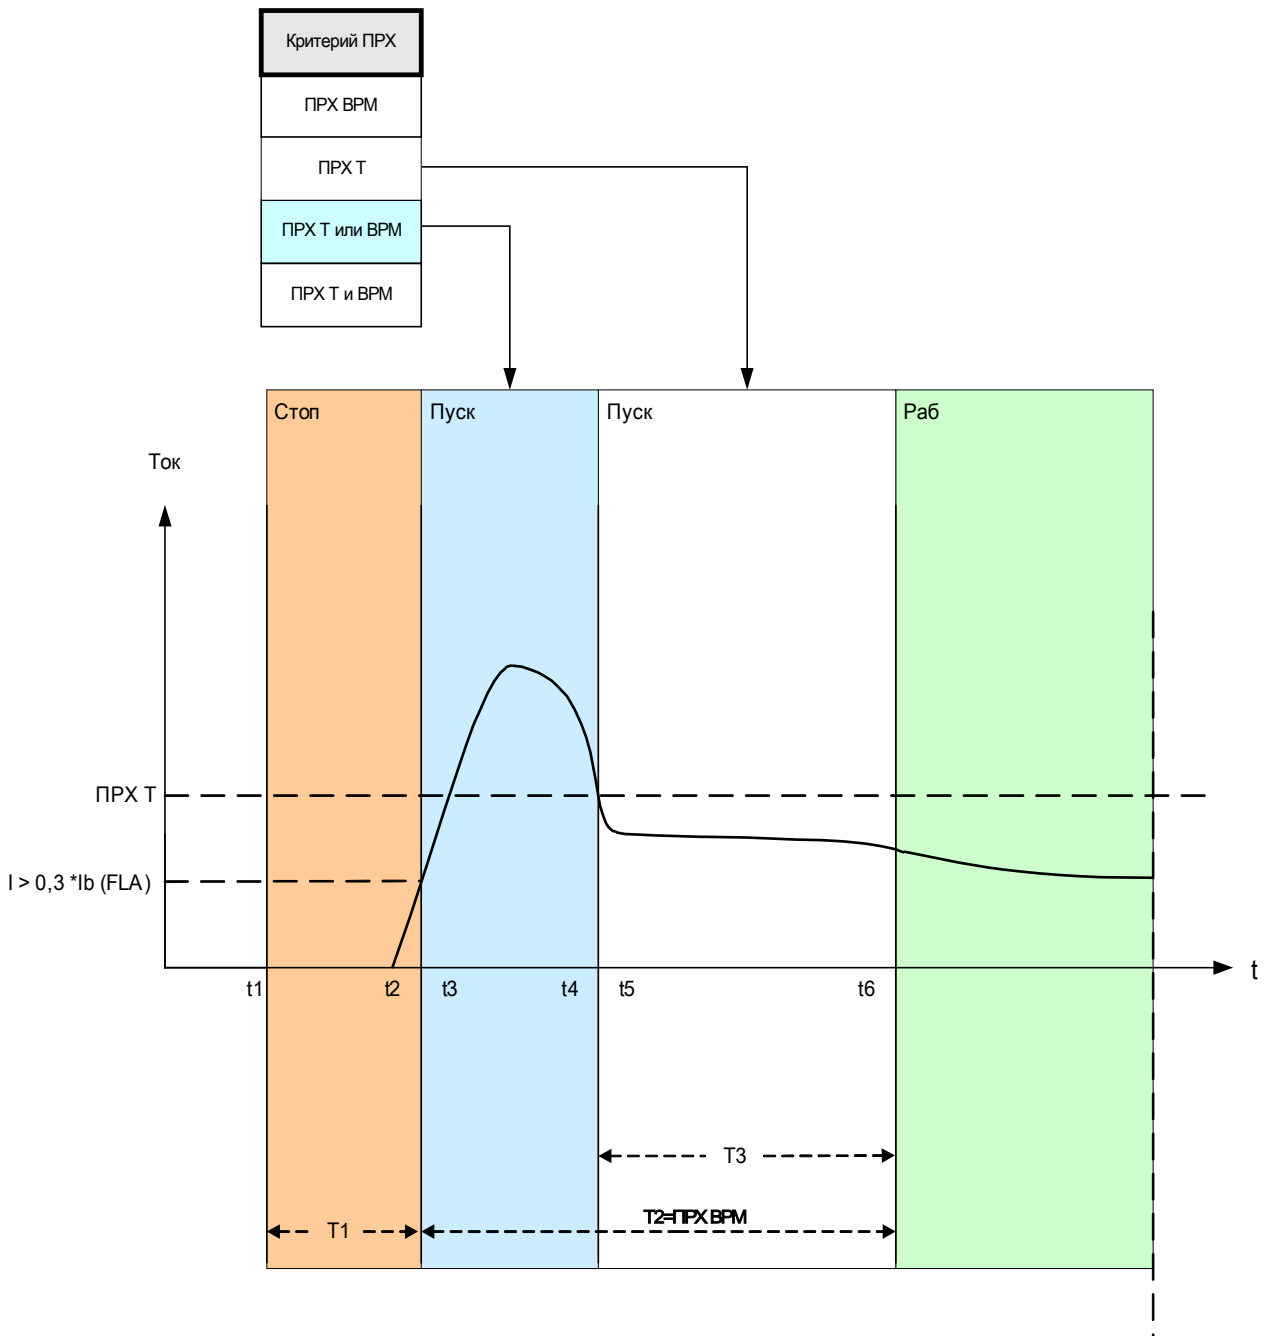 Критерий ПРХ
ПРХ ВРМ
ПРХ Т
ПРХ Т или ВРМ
ПРХ Т и ВРМ
Стоп
Пуск
Пуск
Раб
Ток
ПРХ Т
I > 0,3 *Ib (FLA)
t1
t2
t3
t4
t5
t6
t
T3
T2=ПРХ ВРМ
T1